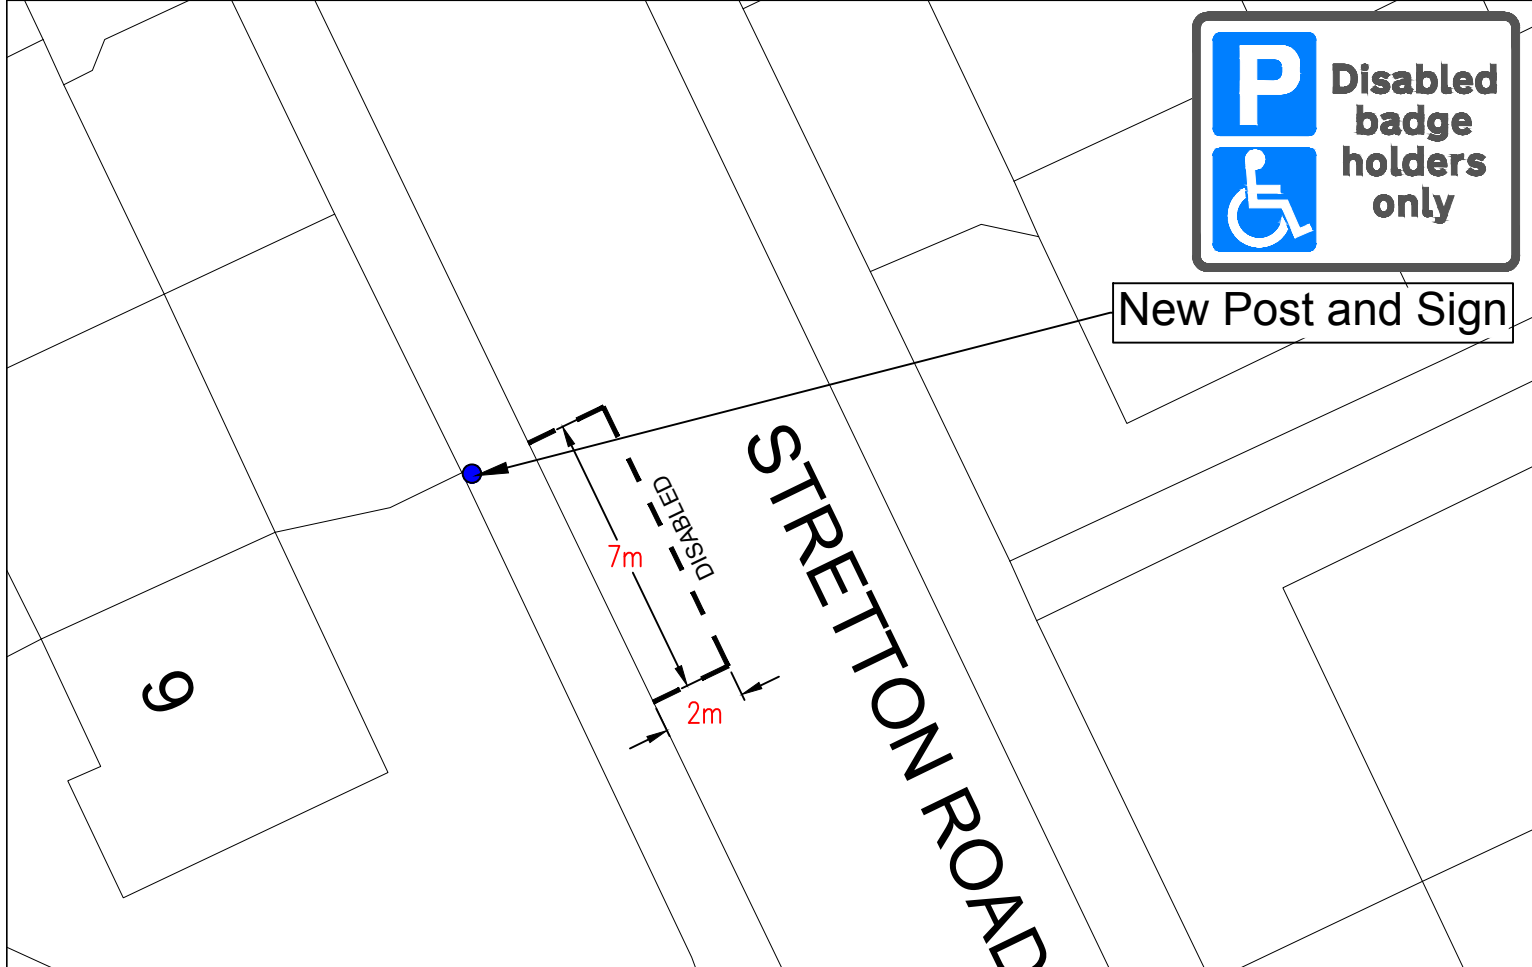 P
Disabled
badge
holders
only
New Post and Sign
7m
DISABLED
2m
STRETTON ROAD
9